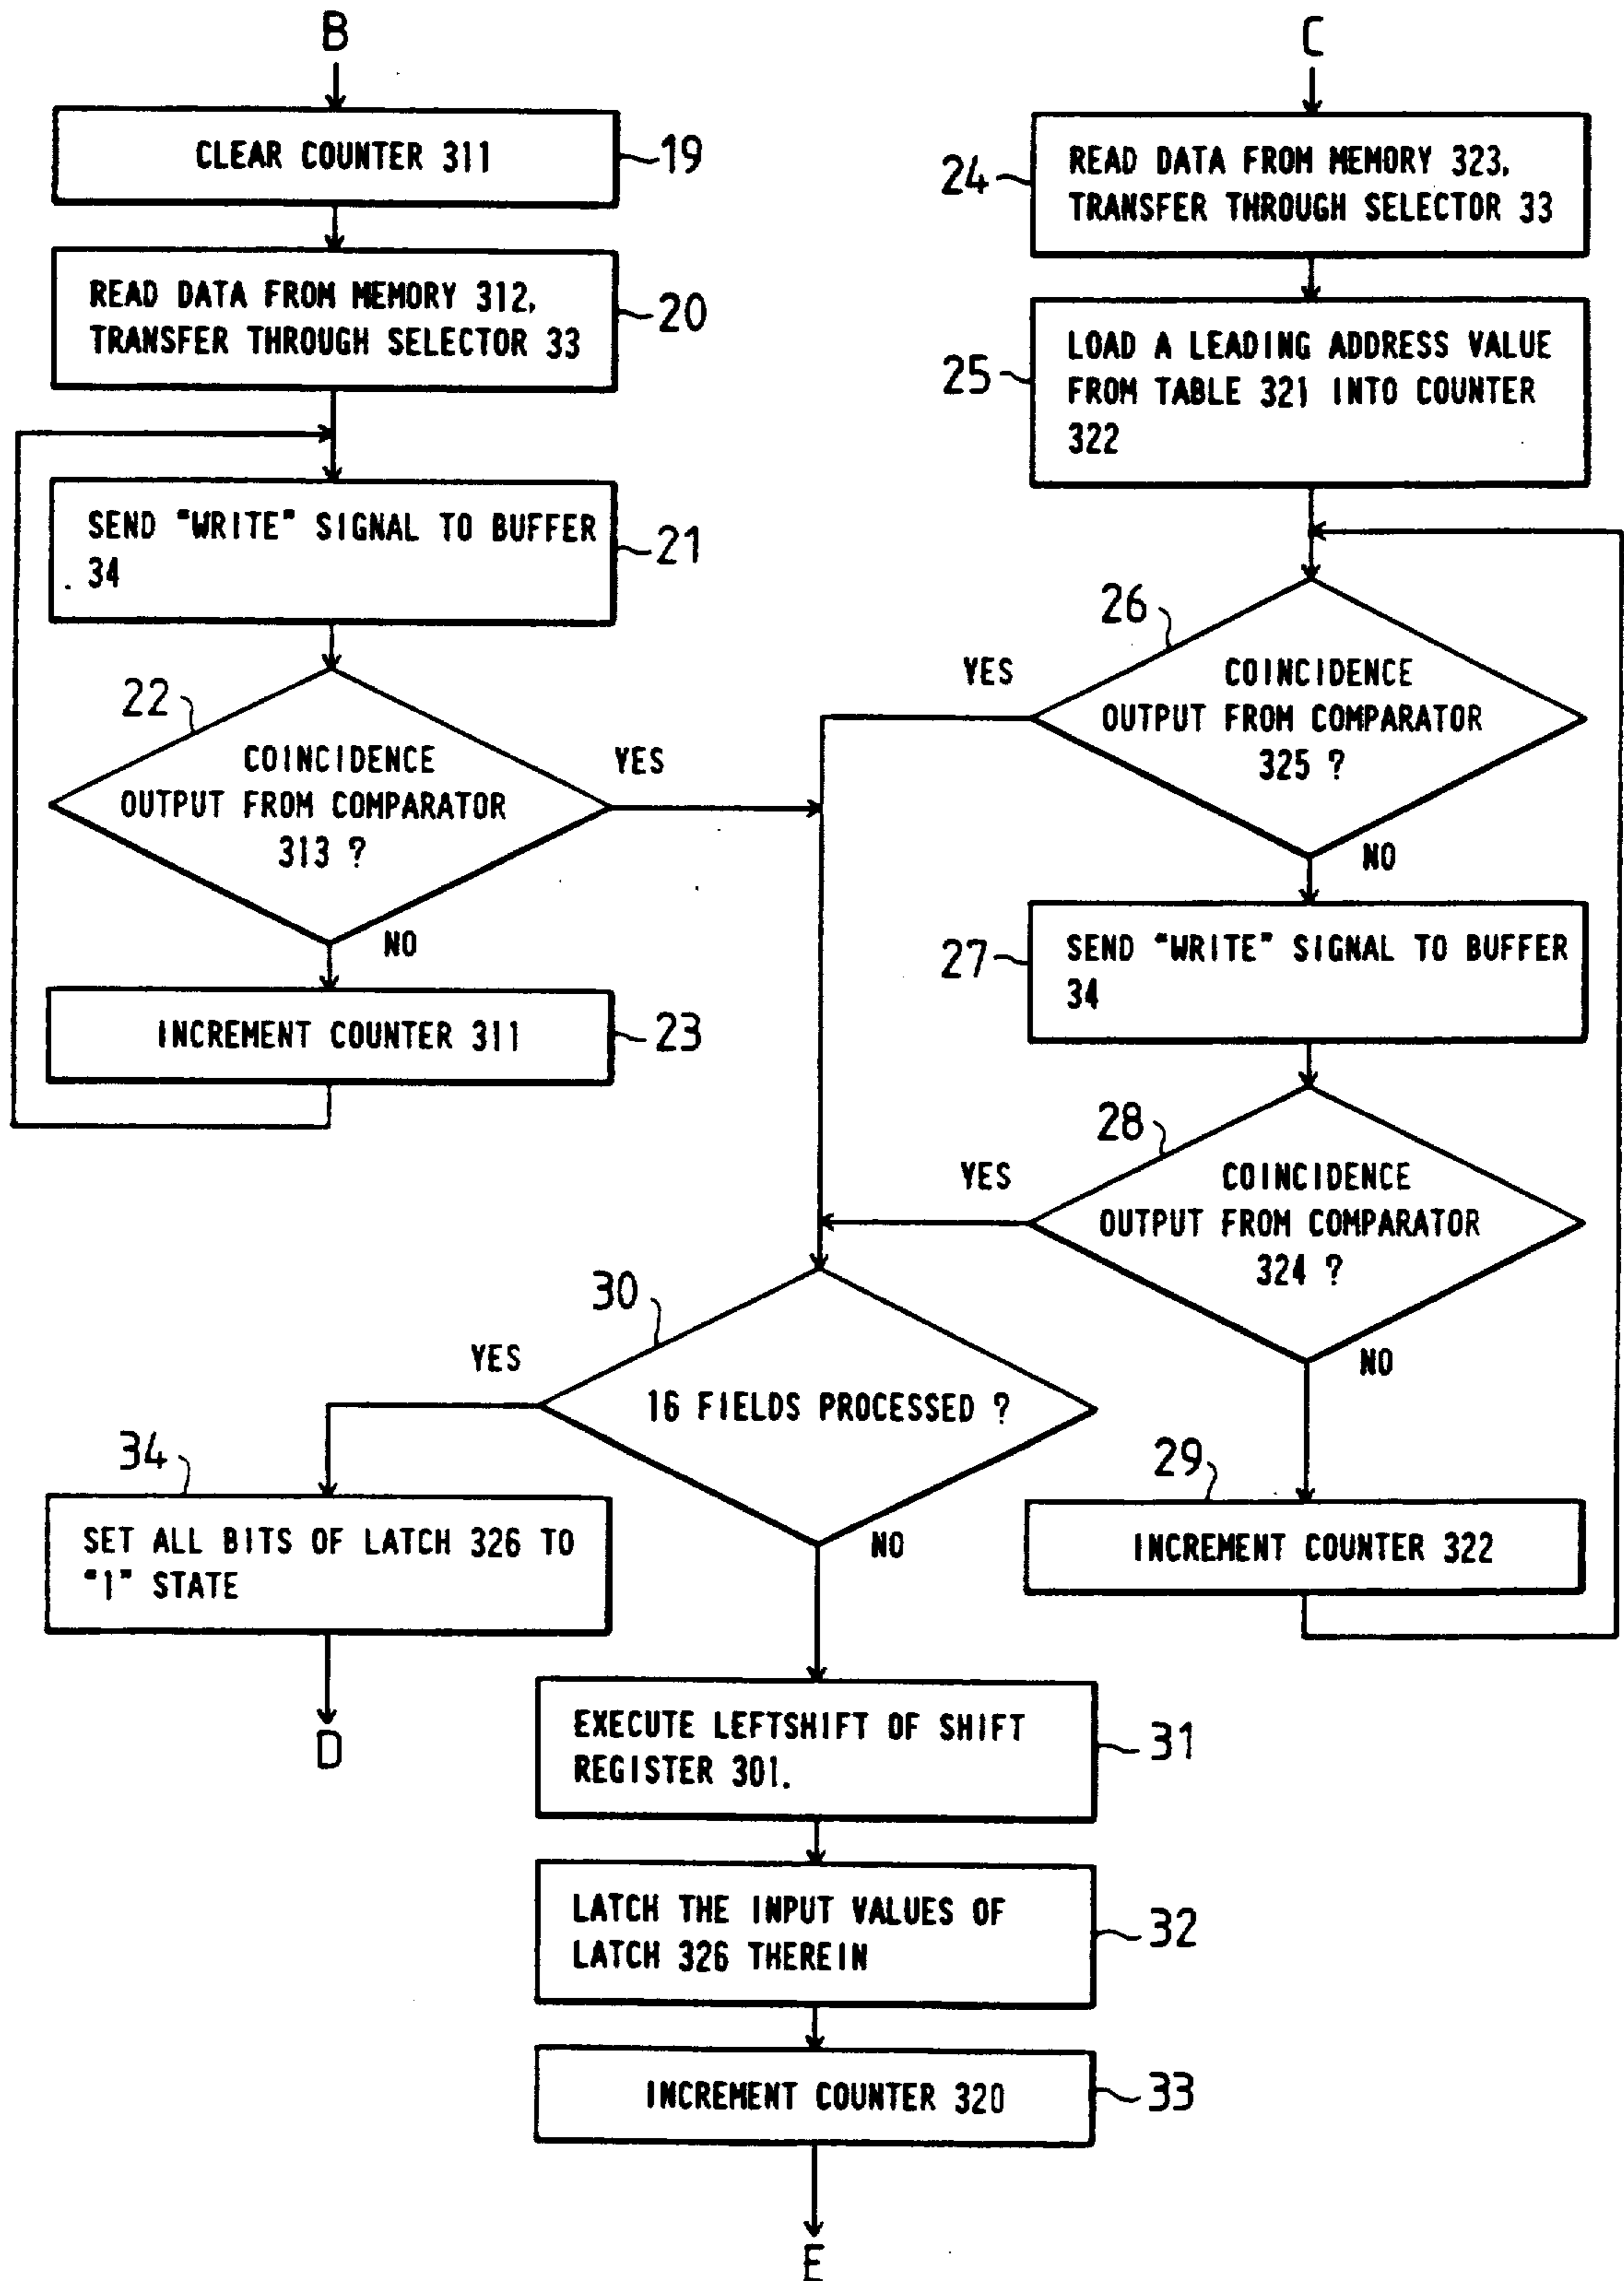 B
CLEAR COUNTER 311
19
READ DATA FROM MEMORY 312,
TRANSFER THROUGH SELECTOR 33
20
SEND "WRITE" SIGNAL TO BUFFER
34
21
22
COINCIDENCE
OUTPUT FROM COMPARATOR
313 ?
YES
NO
INCREMENT COUNTER 311
23
C
24
READ DATA FROM MEMORY 323,
TRANSFER THROUGH SELECTOR 33
25
LOAD A LEADING ADDRESS VALUE
FROM TABLE 321 INTO COUNTER
322
26
YES
COINCIDENCE
OUTPUT FROM COMPARATOR
325 ?
NO
27
SEND "WRITE" SIGNAL TO BUFFER
34
28
YES
COINCIDENCE
OUTPUT FROM COMPARATOR
324 ?
NO
29
INCREMENT COUNTER 322
30
YES
16 FIELDS PROCESSED ?
NO
34
SET ALL BITS OF LATCH 326 TO
"1" STATE
D
EXECUTE LEFTSHIFT OF SHIFT
REGISTER 301.
31
LATCH THE INPUT VALUES OF
LATCH 326 THEREIN
32
INCREMENT COUNTER 320
33
E